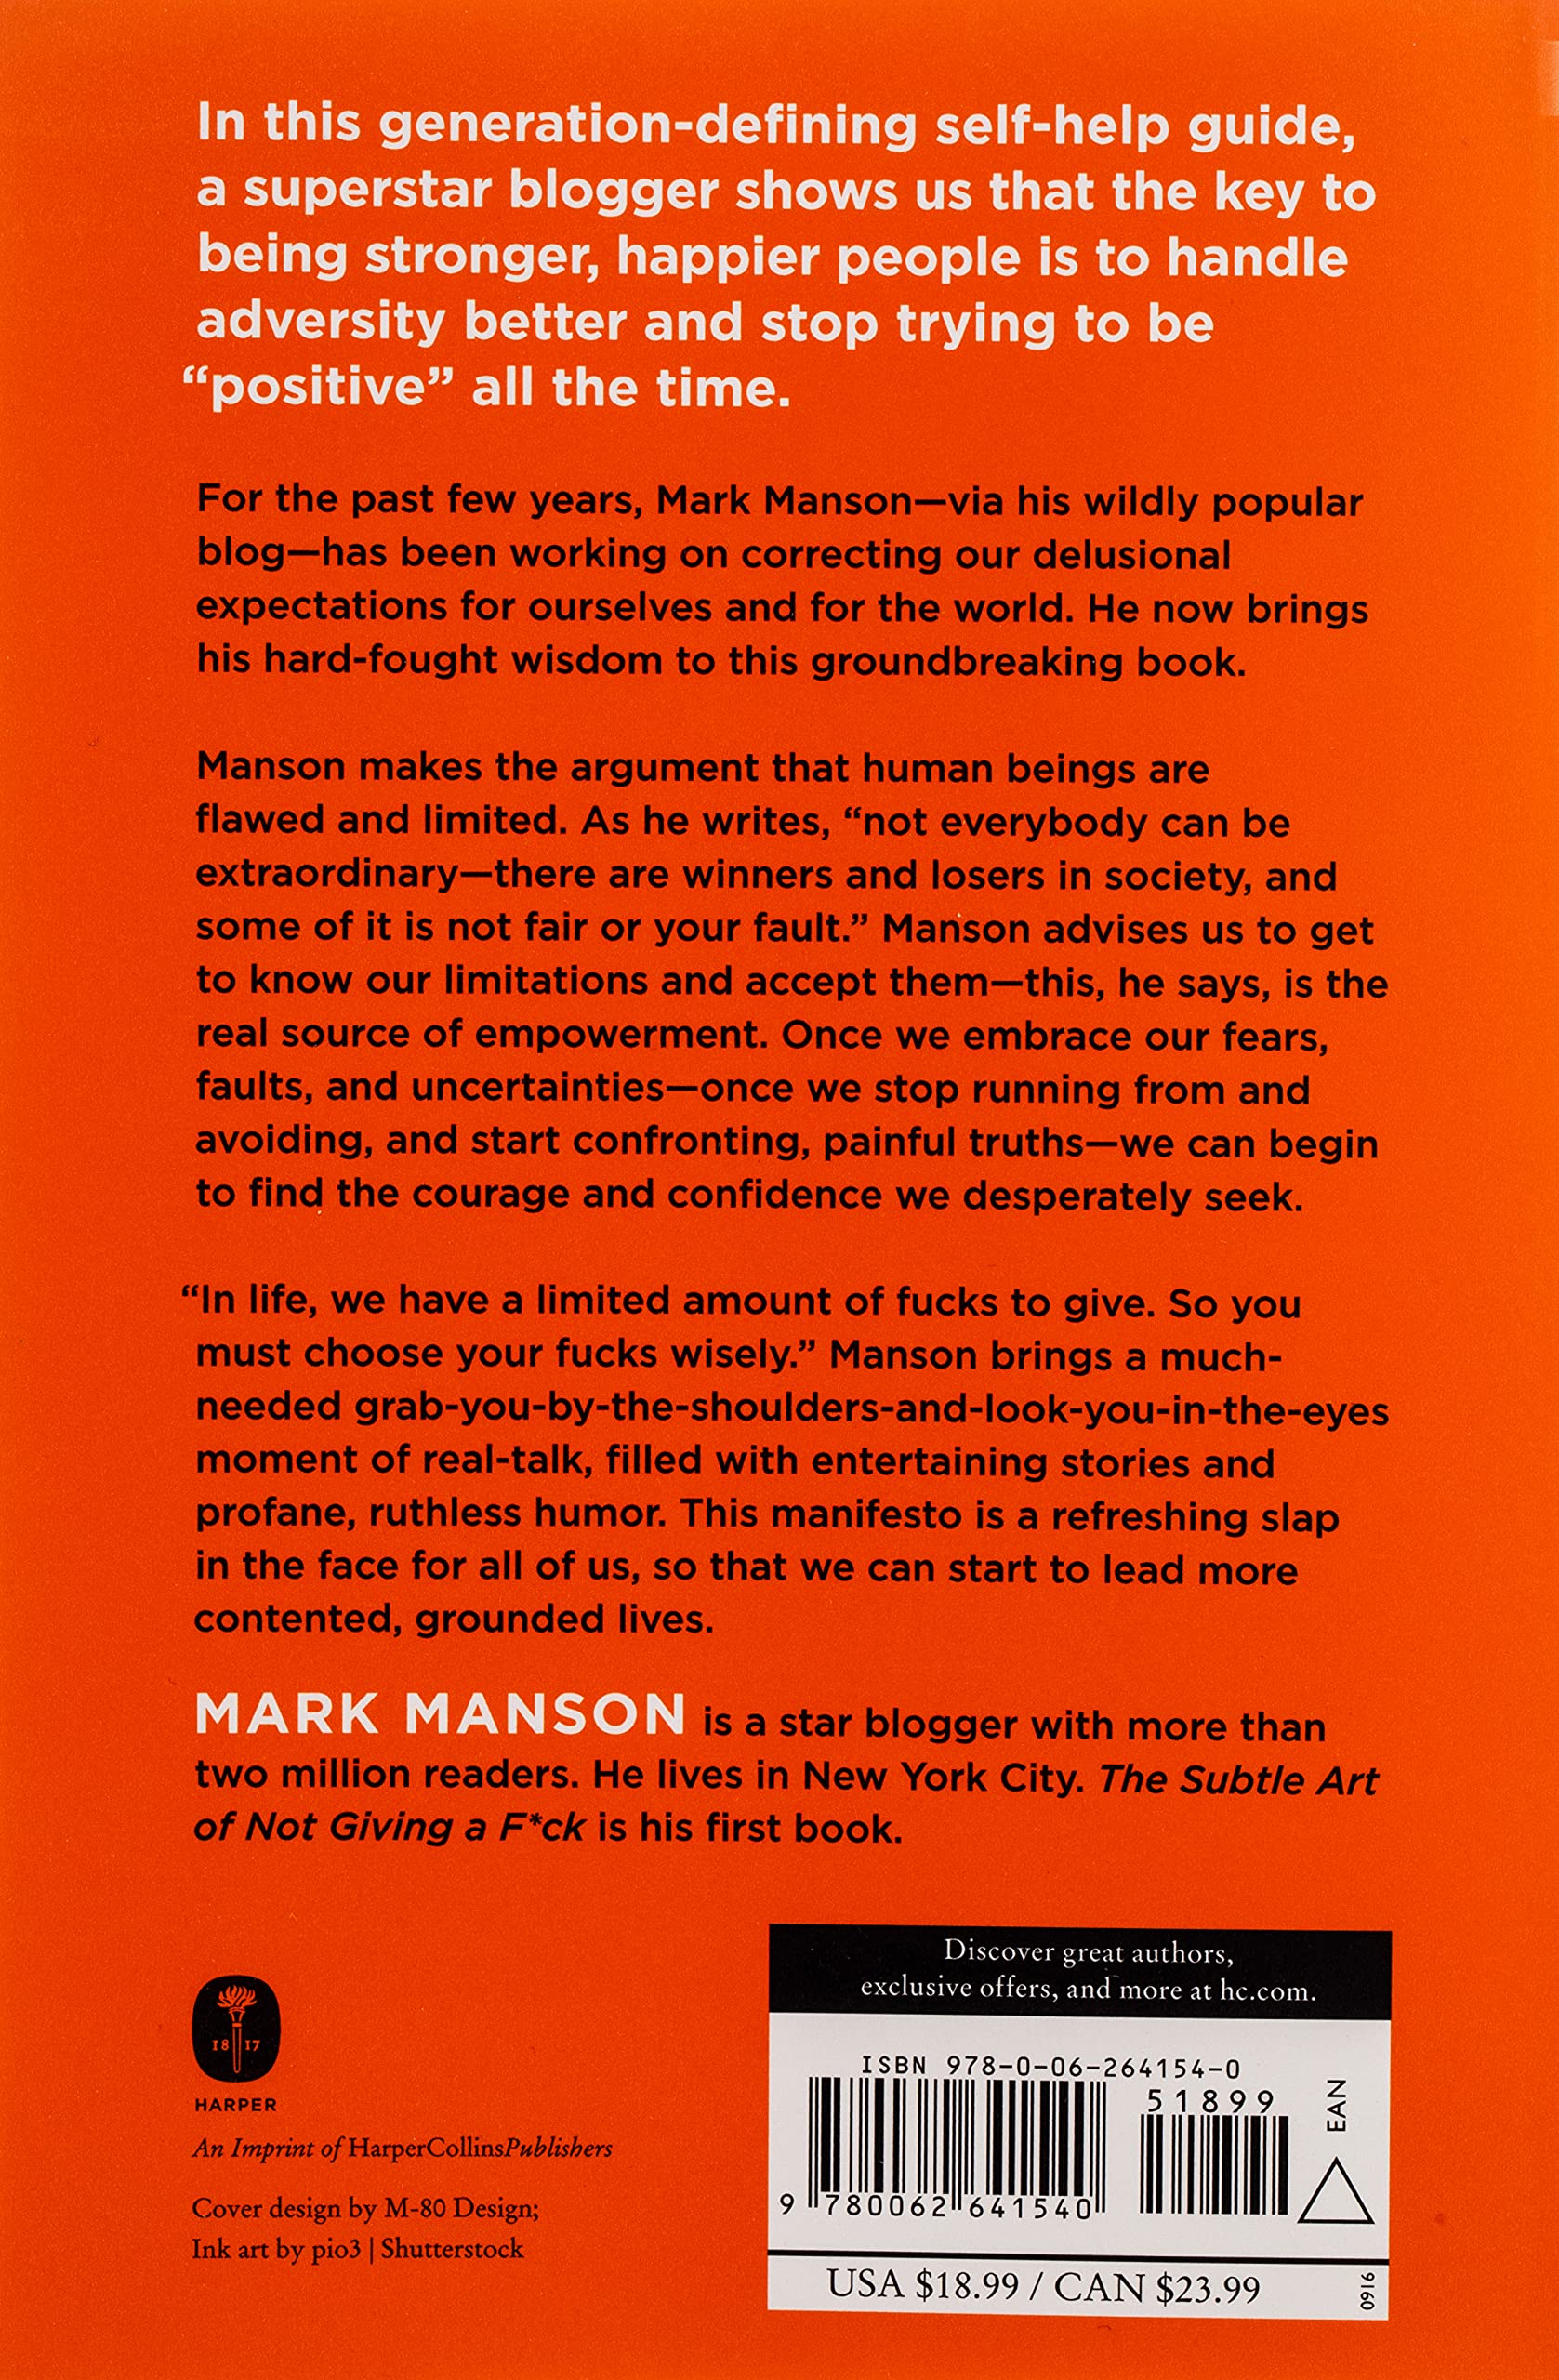 In this generation-defining self-help guide,
a superstar blogger shows us that the key to
being stronger, happier people is to handle
adversity better and stop trying to be
“positive” all the time.
For the past few years, Mark Manson—via his wildly popular
blog—has been working on correcting our delusional
expectations for ourselves and for the world. He now brings
his hard-fought wisdom to this groundbreaking book.
Manson makes the argument that human beings are
flawed and limited. As he writes, “not everybody can be
extraordinary—there are winners and losers in society, and
some of it is not fair or your fault.” Manson advises us to get
to know our limitations and accept them—this, he says, is the
real source of empowerment. Once we embrace our fears,
faults, and uncertainties—once we stop running from and
avoiding, and start confronting, painful truths—we can begin
to find the courage and confidence we desperately seek.
“In life, we have a limited amount of fucks to give. So you
must choose your fucks wisely.” Manson brings a much-
needed grab-you-by-the-shoulders-and-look-you-in-the-eyes
moment of real-talk, filled with entertaining stories and
profane, ruthless humor. This manifesto is a refreshing slap
in the face for all of us, so that we can start to lead more
contented, grounded lives.
MARK MANSON is a star blogger with more than
two million readers. He lives in New York City. The Subtle Art
of Not Giving a F*ck is his first book.
18 17
HARPER
An Imprint of HarperCollinsPublishers
Cover design by M-80 Design;
Ink art by pio3 | Shutterstock
Discover great authors,
exclusive offers, and more at hc.com.
ISBN 978-0-06-264154-0
51899
EAN
9 780062 641540
USA $18.99 / CAN $23.99
0916